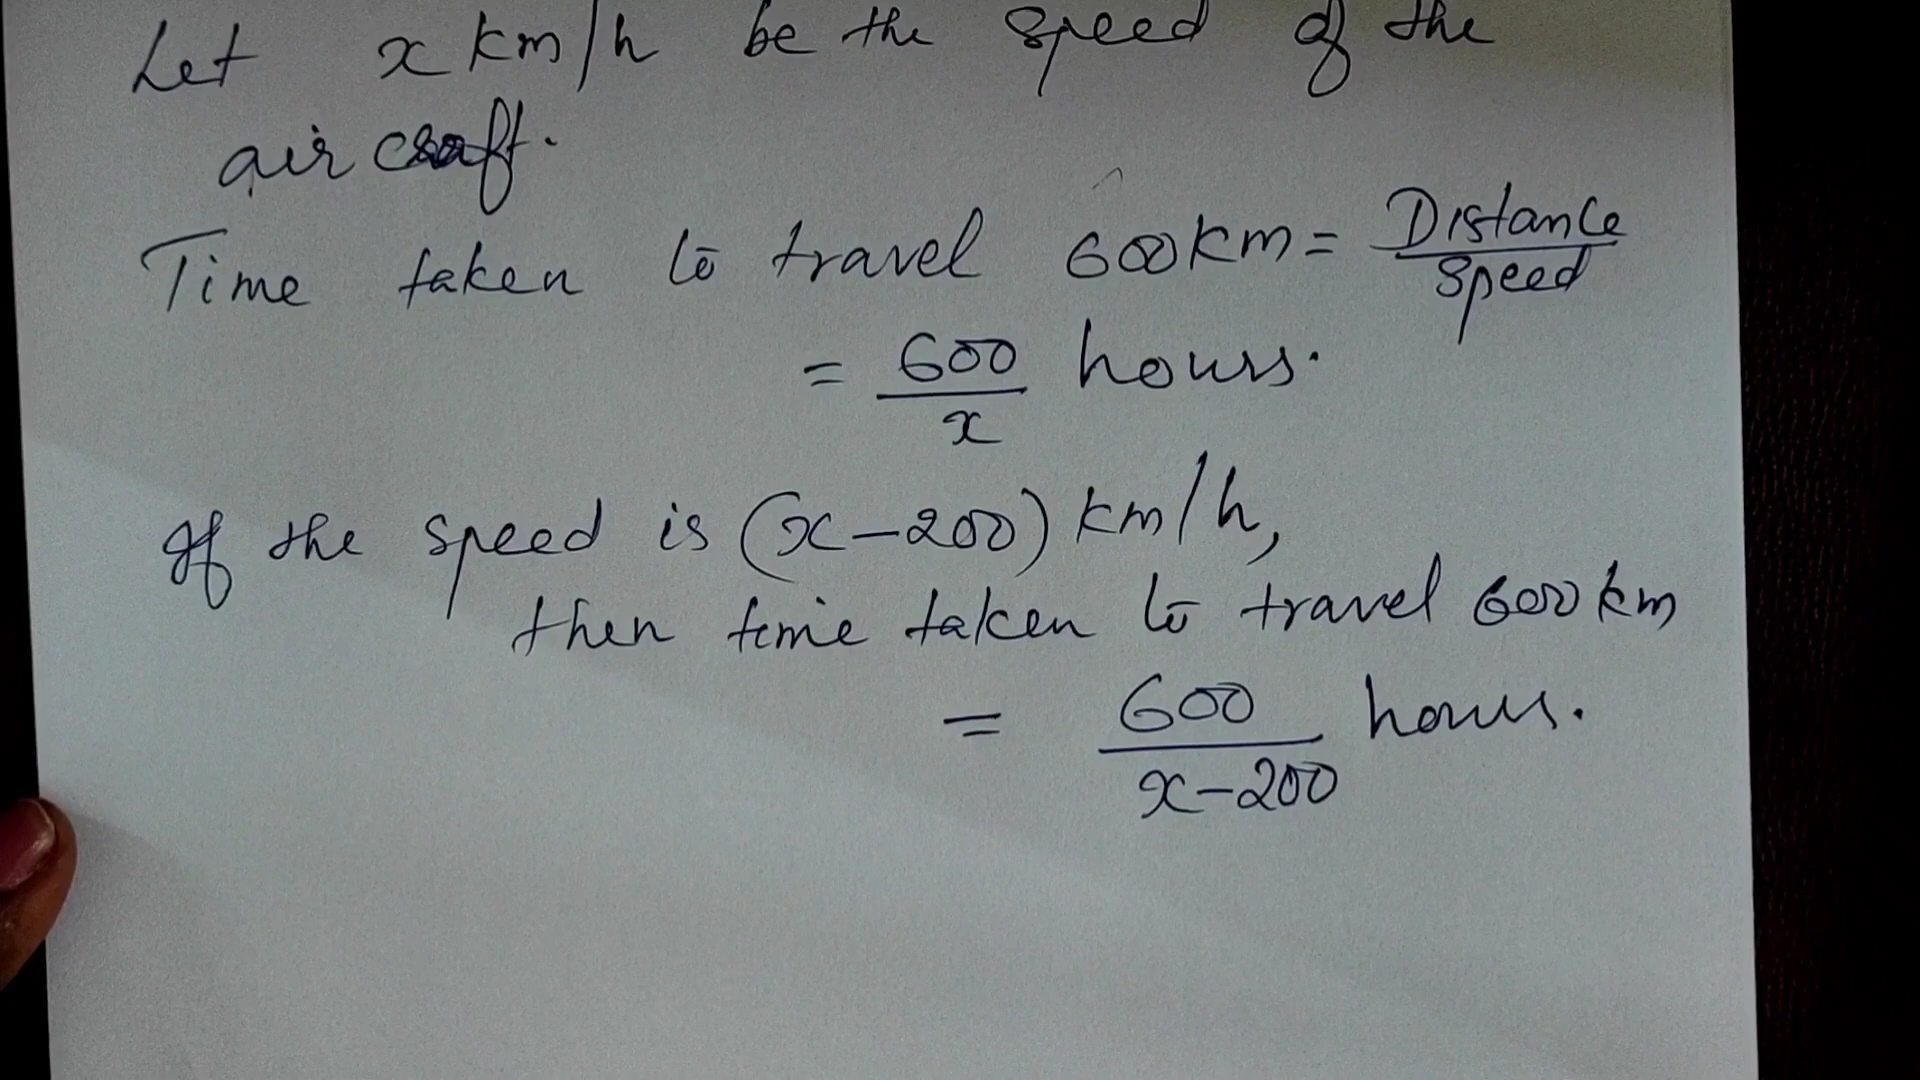 Let x km/h be the speed of the
air craft.
Time taken to travel 600km = Distance/Speed
= 600/x hours.
If the speed is (x-200) km/h,
then time taken to travel 600 km
= 600/x-200 hours.